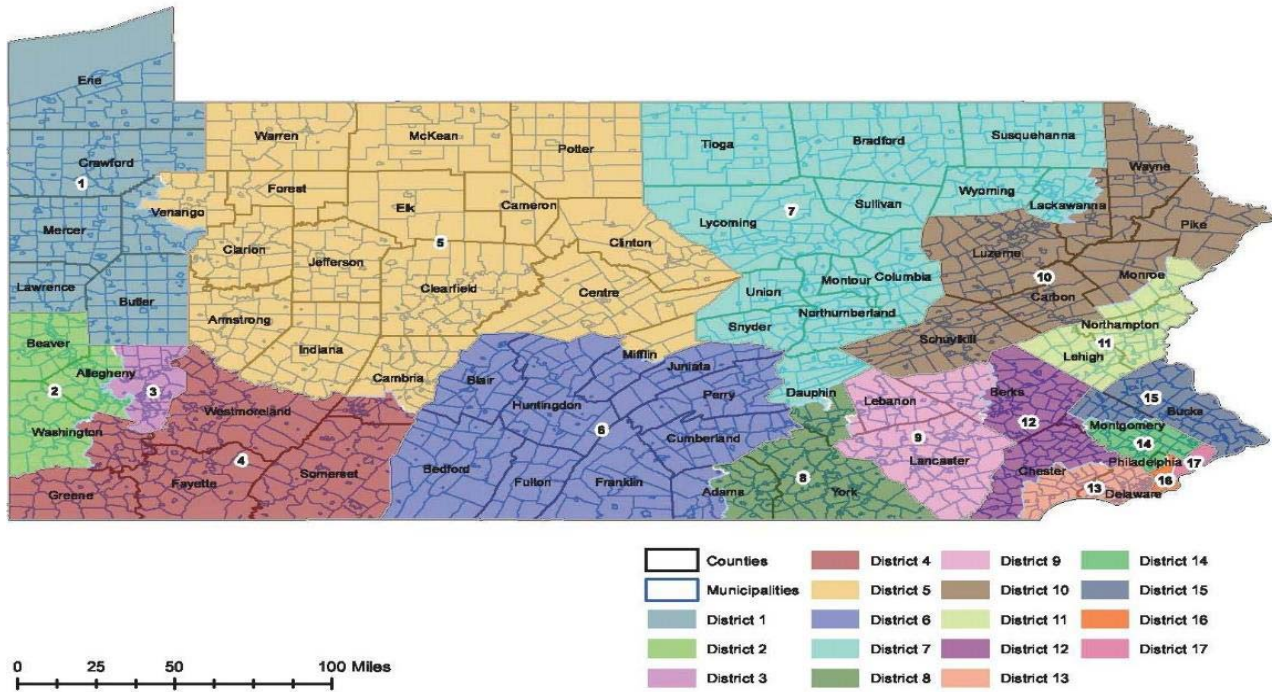 Erie
Warren
McKean
Potter
Tioga
Bradford
Susquehanna
Wayne
Crawford
1
Venango
Forest
Elk
Cameron
Lycoming
7
Sullivan
Wyoming
Lackawanna
Pike
Mercer
Clarion
Jefferson
5
Clinton
Luzerne
10
Monroe
Lawrence
Butler
Clearfield
Centre
Union
Montour
Columbia
Carbon
Armstrong
Snyder
Northumberland
Northampton
Beaver
Indiana
Mifflin
Schuylkill
11
Lehigh
Allegheny
2
3
Cambria
Blair
Juniata
Dauphin
Lebanon
Berks
15
Bucks
Washington
Westmoreland
Huntingdon
6
Perry
Cumberland
9
12
Montgomery
14
Greene
4
Fayette
Somerset
Bedford
Fulton
Franklin
Adams
8
York
Lancaster
Chester
13
Delaware
Philadelphia
16
17
Counties
Municipalities
District 1
District 2
District 3
District 4
District 5
District 6
District 7
District 8
District 9
District 10
District 11
District 12
District 13
District 14
District 15
District 16
District 17
0 25 50 100 Miles